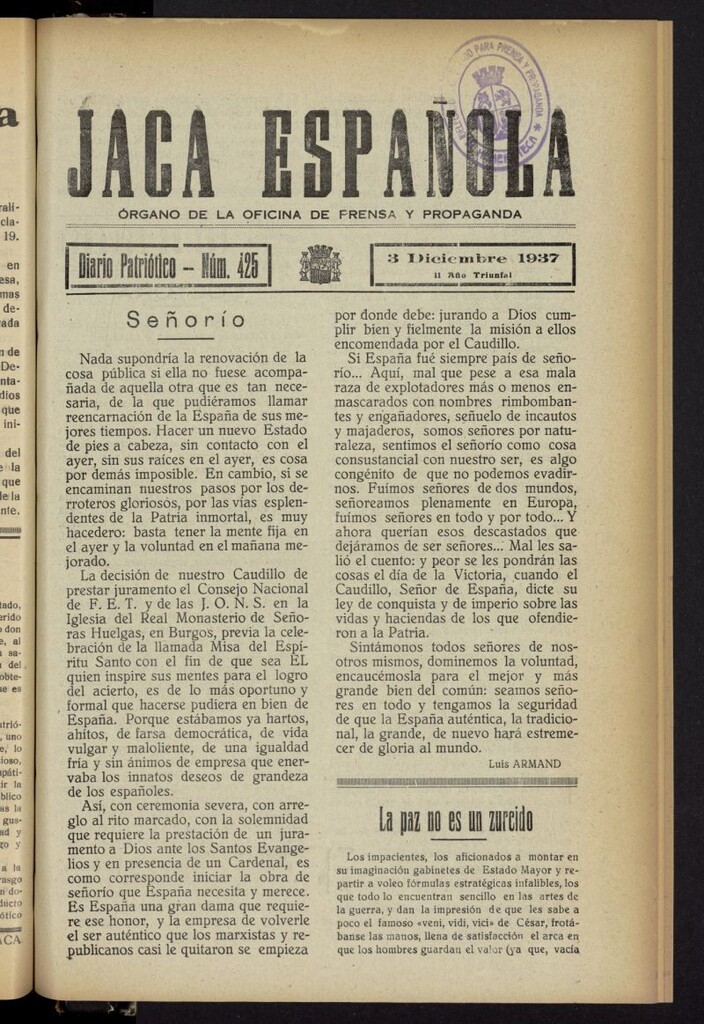 JACA ESPAÑOLA
ÓRGANO DE LA OFICINA DE PRENSA Y PROPAGANDA
Diario Patriótico — Núm. 425
3 Diciembre 1937
II Año Triunfal
Señorío
Nada supondría la renovación de la
cosa pública si ella no fuese acompa-
ñada de aquella otra que es tan nece-
saria, de la que pudiéramos llamar
reencarnación de la España de sus me-
jores tiempos. Hacer un nuevo Estado
de pies a cabeza, sin contacto con el
ayer, sin sus raíces en el ayer, es cosa
por demás imposible. En cambio, si se
encaminan nuestros pasos por los de-
rroteros gloriosos, por las vías esplen-
dentes de la Patria inmortal, es muy
hacedero: basta tener la mente fija en
el ayer y la voluntad en el mañana me-
jorado.
La decisión de nuestro Caudillo de
prestar juramento el Consejo Nacional
de F. E. T. y de las J. O. N. S. en la
Iglesia del Real Monasterio de Seño-
ras Huelgas, en Burgos, previa la cele-
bración de la llamada Misa del Espí-
ritu Santo con el fin de que sea EL
quien inspire sus mentes para el logro
del acierto, es de lo más oportuno y
formal que hacerse pudiera en bien de
España. Porque estábamos ya hartos,
ahítos, de farsa democrática, de vida
vulgar y maloliente, de una igualdad
fría y sin ánimos de empresa que ener-
vaba los innatos deseos de grandeza
de los españoles.
Así, con ceremonia severa, con arre-
glo al rito marcado, con la solemnidad
que requiere la prestación de un jura-
mento a Dios ante los Santos Evange-
lios y en presencia de un Cardenal, es
como corresponde iniciar la obra de
señorío que España necesita y merece.
Es España una gran dama que requie-
re ese honor, y la empresa de volverle
el ser auténtico que los marxistas y re-
publicanos casi le quitaron se empieza
por donde debe: jurando a Dios cum-
plir bien y fielmente la misión a ellos
encomendada por el Caudillo.
Si España fué siempre país de seño-
río... Aquí, mal que pese a esa mala
raza de explotadores más o menos en-
mascarados con nombres rimbomban-
tes y engañadores, señuelo de incautos
y majaderos, somos señores por natu-
raleza, sentimos el señorío como cosa
consustancial con nuestro ser, es algo
congénito de que no podemos evadir-
nos. Fuímos señores de dos mundos,
señoreamos plenamente en Europa,
fuímos señores en todo y por todo... Y
ahora querían esos descastados que
dejáramos de ser señores... Mal les sa-
lió el cuento: y peor se les pondrán las
cosas el día de la Victoria, cuando el
Caudillo, Señor de España, dicte su
ley de conquista y de imperio sobre las
vidas y haciendas de los que ofendie-
ron a la Patria.
Sintámonos todos señores de nos-
otros mismos, dominemos la voluntad,
encaucémosla para el mejor y más
grande bien del común: seamos seño-
res en todo y tengamos la seguridad
de que la España auténtica, la tradicio-
nal, la grande, de nuevo hará estreme-
cer de gloria al mundo.
Luis ARMAND
La paz no es un zurcido
Los impacientes, los aficionados a montar en
su imaginación gabinetes de Estado Mayor y re-
partir a voleo fórmulas estratégicas infalibles, los
que todo lo encuentran sencillo en las artes de
la guerra, y dan la impresión de que les sabe a
poco el famoso «veni, vidi, vici» de César, frotá-
banse las manos, llena de satisfacción el arca en
que los hombres guardan el valor (ya que, vacía